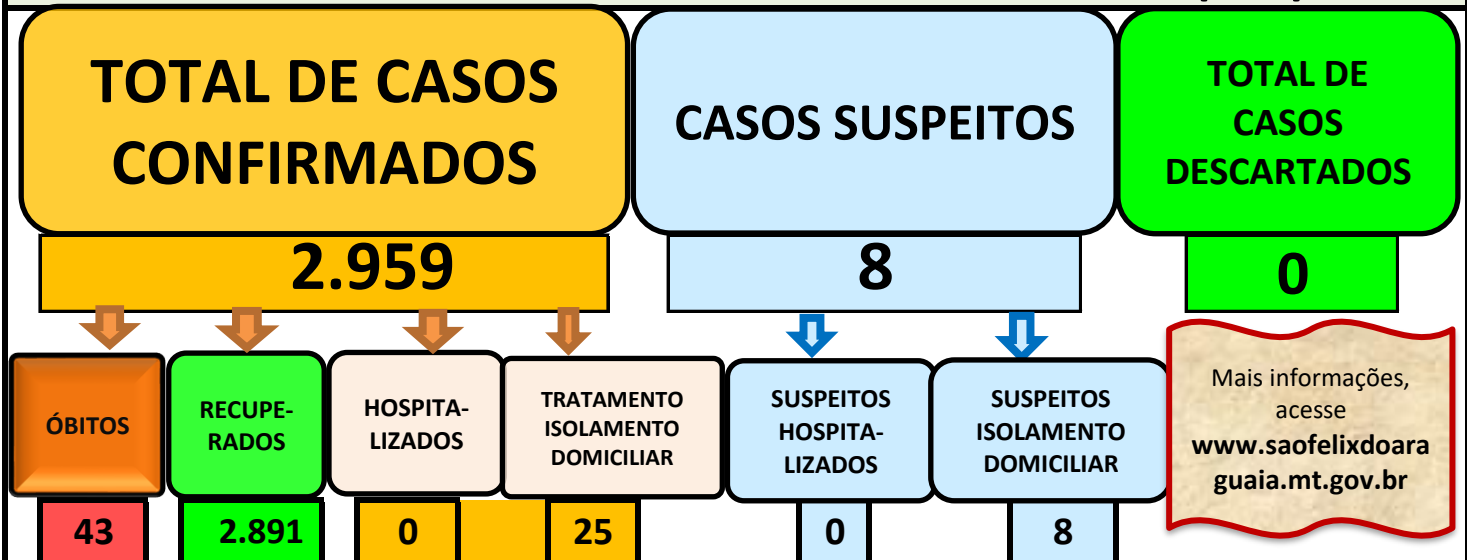 TOTAL DE CASOS
CONFIRMADOS
2.959
CASOS SUSPEITOS
8
TOTAL DE
CASOS
DESCARTADOS
0
ÓBITOS
43
RECUPE-
RADOS
2.891
HOSPITA-
LIZADOS
0
TRATAMENTO
ISOLAMENTO
DOMICILIAR
25
SUSPEITOS
HOSPITA-
LIZADOS
0
SUSPEITOS
ISOLAMENTO
DOMICILIAR
8
Mais informações,
acesse
www.saofelixdoara
guaia.mt.gov.br